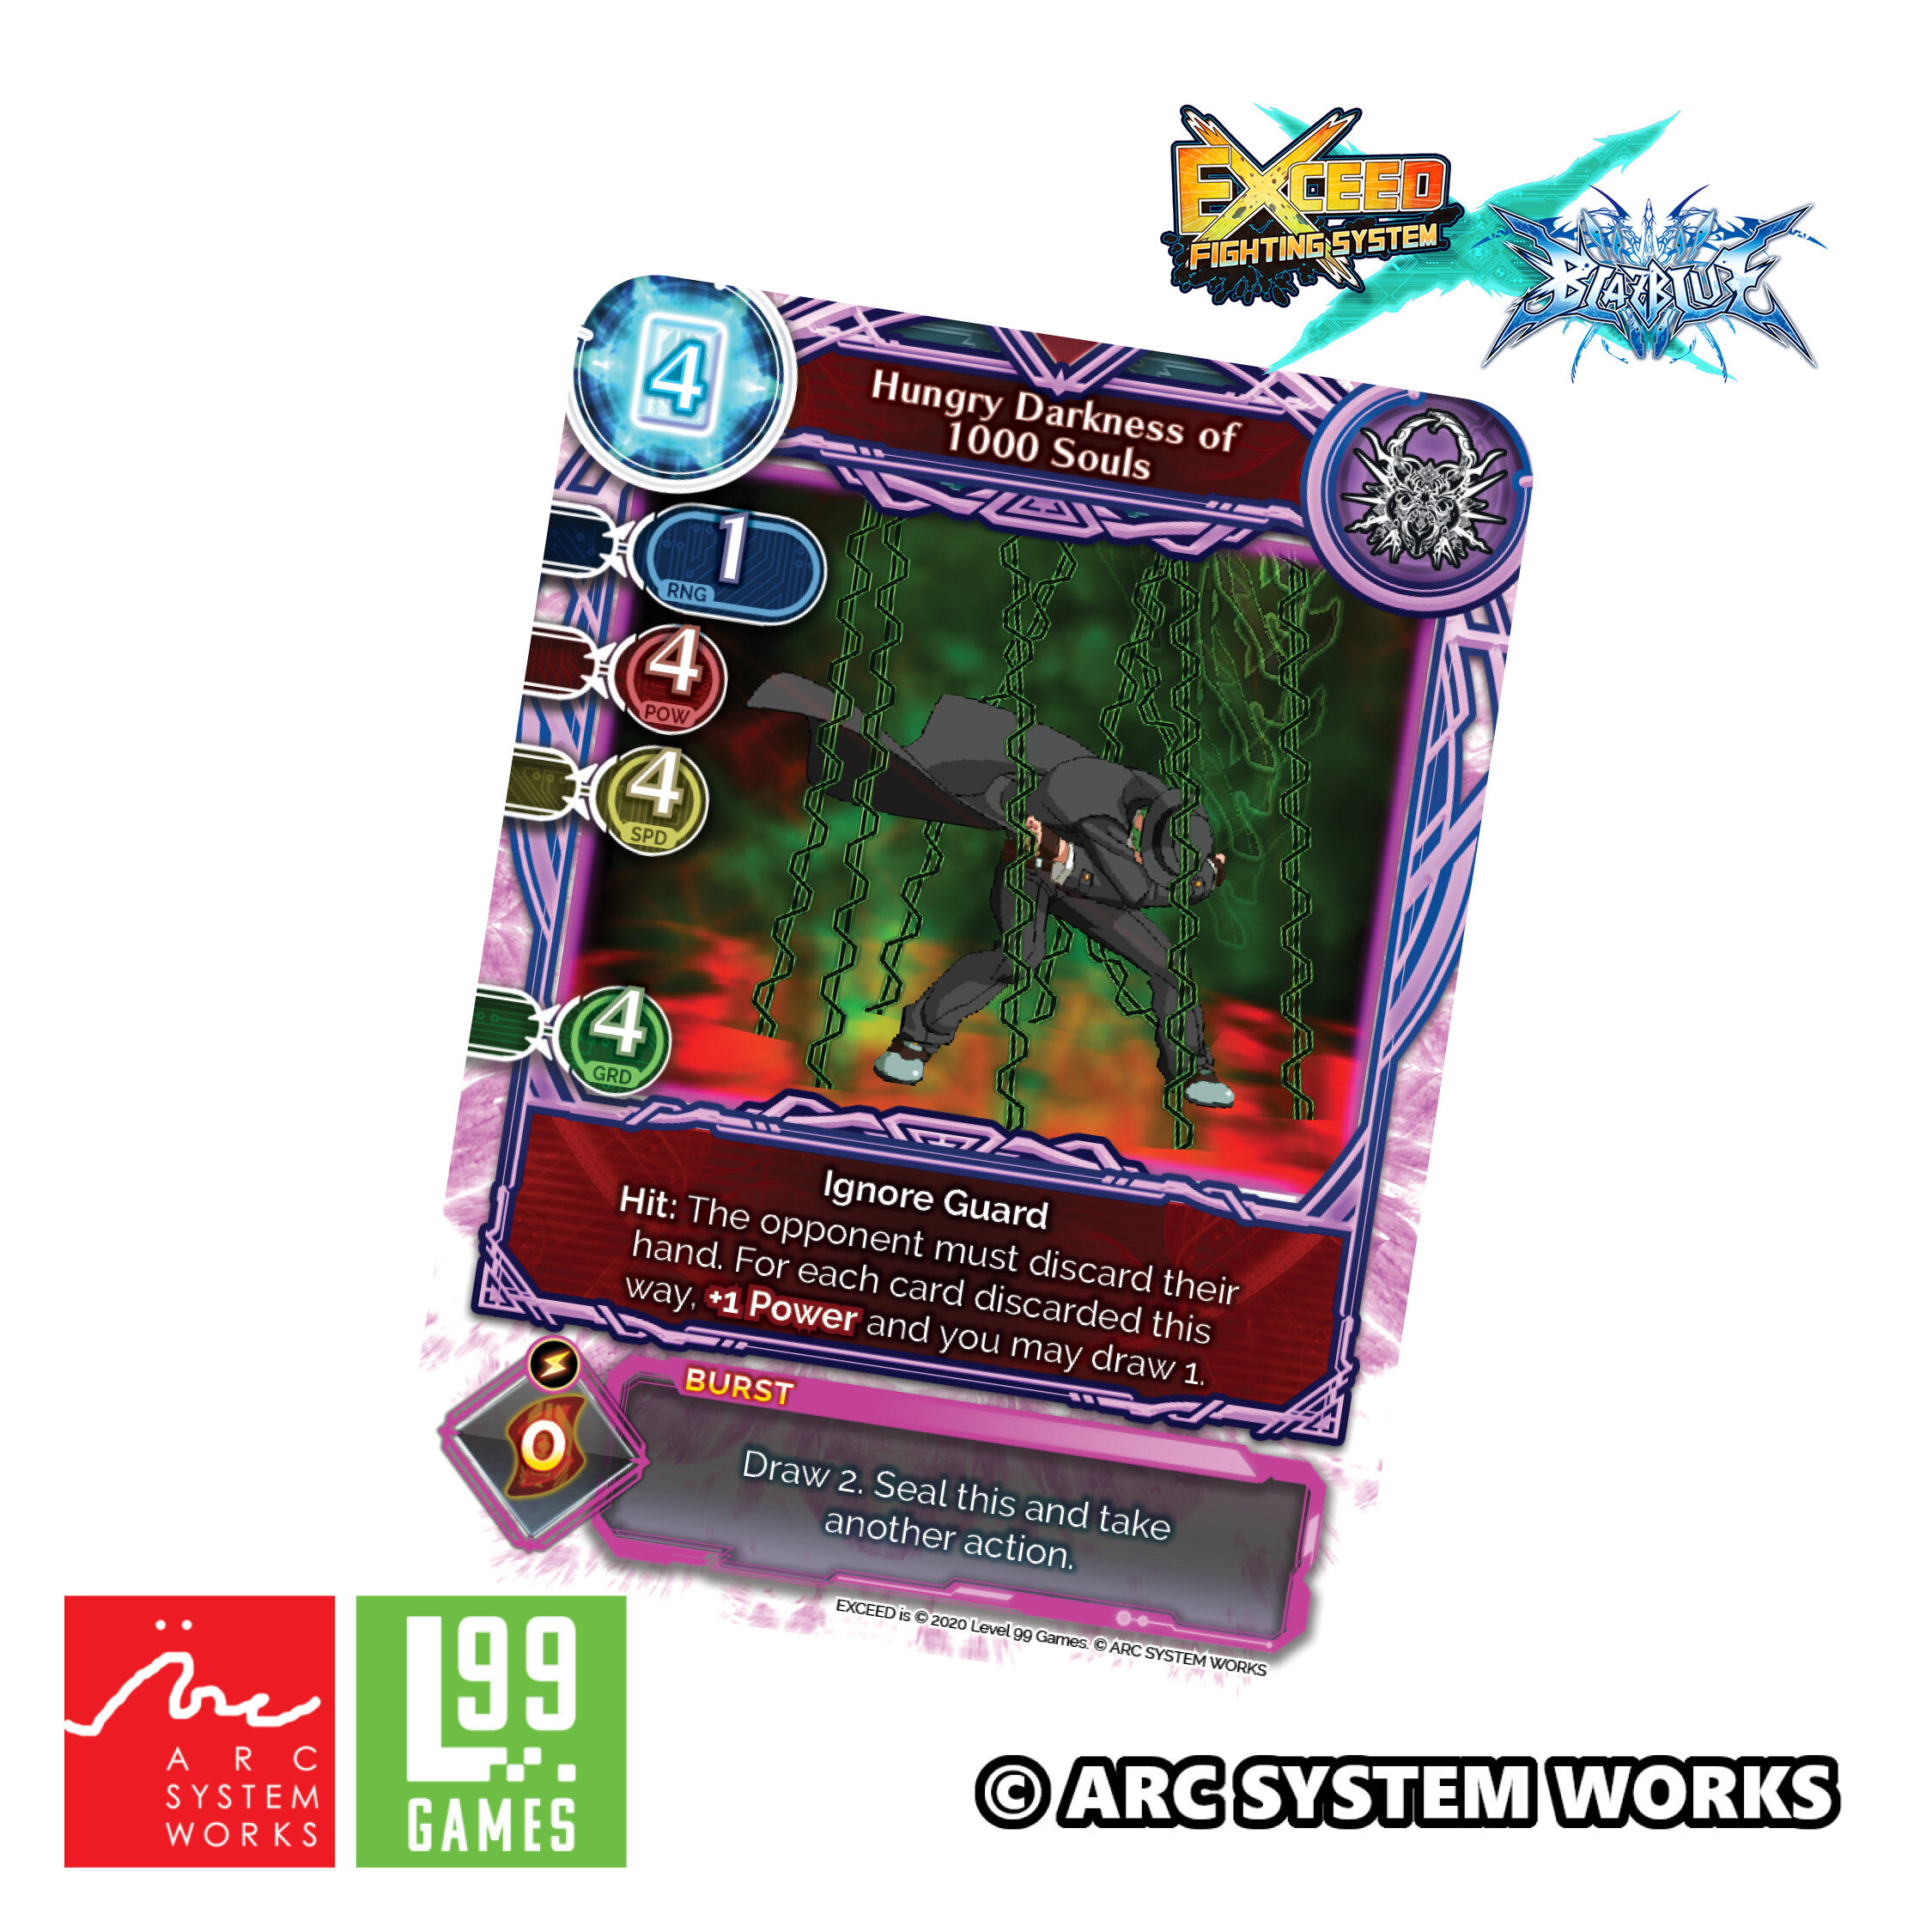 EXCEED
FIGHTING SYSTEM
BLAZBLUE
4
Hungry Darkness of
1000 Souls
1
RNG
4
POW
4
SPD
4
GRD
Ignore Guard
Hit: The opponent must discard their
hand. For each card discarded this
way, +1 Power and you may draw 1.
BURST
0
Draw 2. Seal this and take
another action.
EXCEED is © 2020 Level 99 Games. © ARC SYSTEM WORKS
Arc
ARC
SYSTEM
WORKS
L99
GAMES
© ARC SYSTEM WORKS